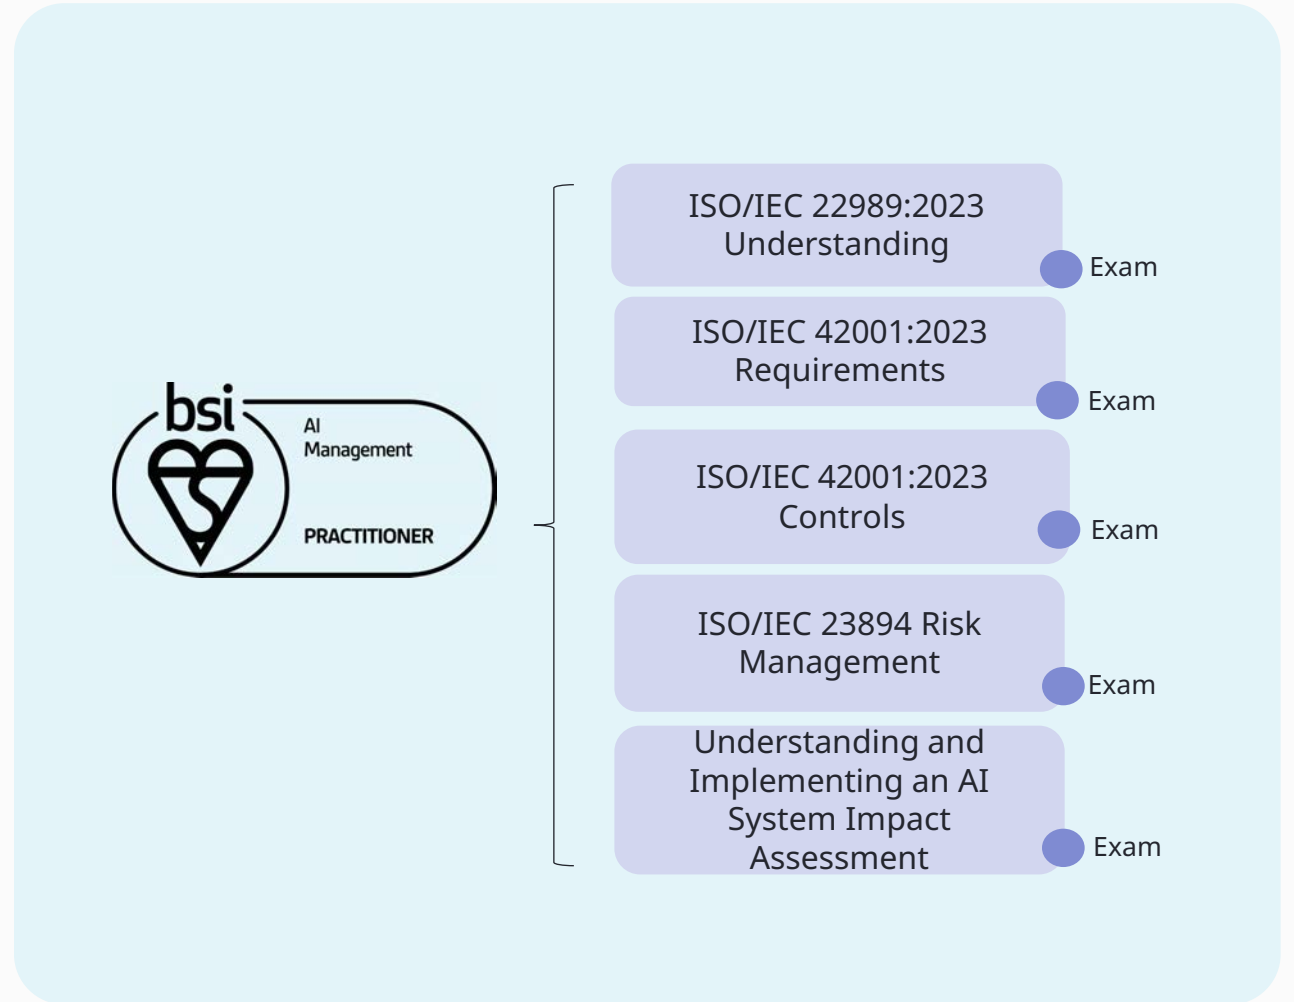 ISO/IEC 22989:2023
Understanding
Exam
ISO/IEC 42001:2023
Requirements
Exam
bsi
AI
Management
PRACTITIONER
ISO/IEC 42001:2023
Controls
Exam
ISO/IEC 23894 Risk
Management
Exam
Understanding and
Implementing an AI
System Impact
Assessment
Exam